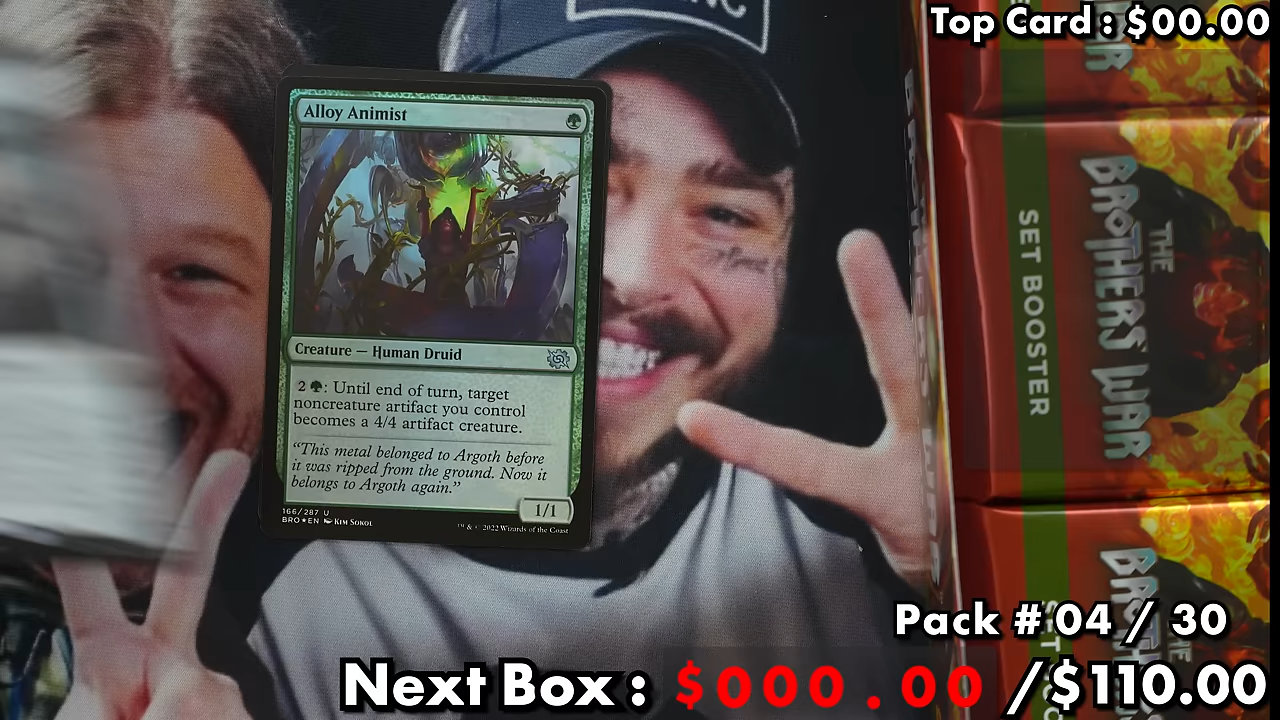 Top Card : $00.00
Alloy Animist
Creature — Human Druid
2 : Until end of turn, target
noncreature artifact you control
becomes a 4/4 artifact creature.
“This metal belonged to Argoth before
it was ripped from the ground. Now it
belongs to Argoth again.”
1/1
166/287 U
BRO★EN KIM SOKOL
™ & © 2022 Wizards of the Coast
WAR
THE
BROTHERS WAR
SET BOOSTER
Pack # 04 / 30
Next Box : $000.00 /$110.00